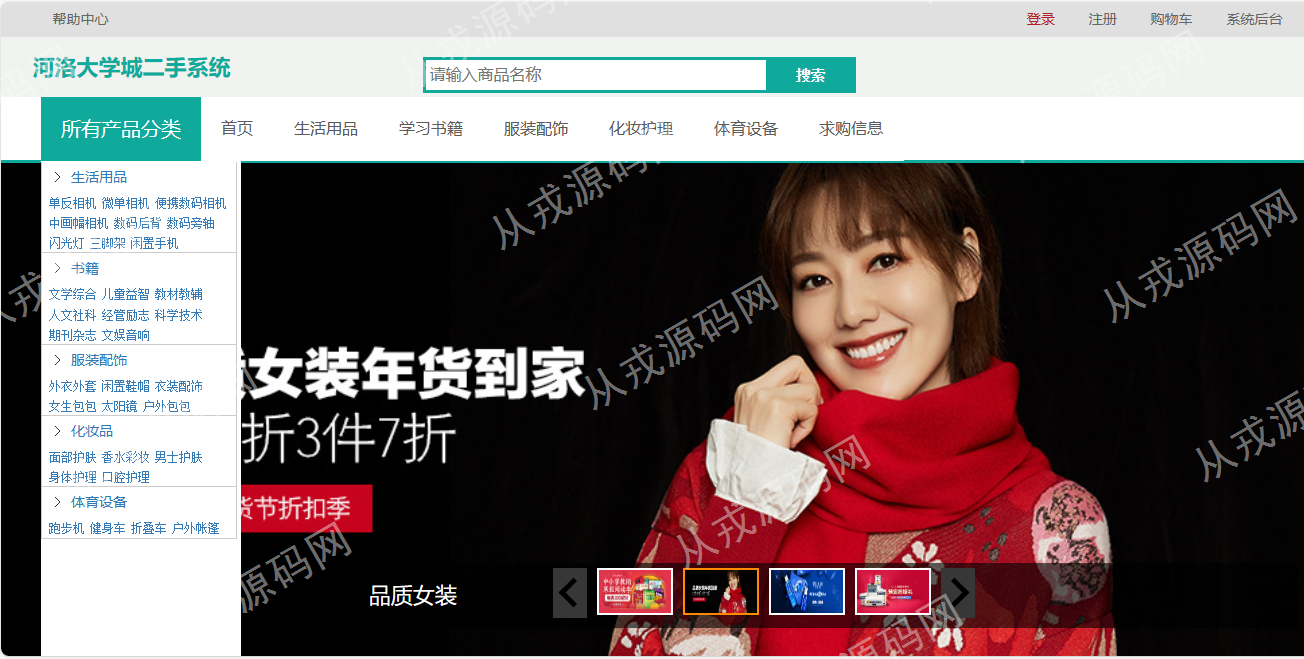 帮助中心 登录 注册 购物车 系统后台
河洛大学城二手系统
请输入商品名称 搜索
所有产品分类 首页 生活用品 学习书籍 服装配饰 化妆护理 体育设备 求购信息
生活用品
单反相机 微单相机 便携数码相机
中画幅相机 数码后背 数码旁轴
闪光灯 三脚架 闲置手机
书籍
文学综合 儿童益智 教材教辅
人文社科 经管励志 科学技术
期刊杂志 文娱音响
服装配饰
外衣外套 闲置鞋帽 衣装配饰
女生包包 太阳镜 户外包包
化妆品
面部护肤 香水彩妆 男士护肤
身体护理 口腔护理
体育设备
跑步机 健身车 折叠车 户外帐篷
女装年货到家
折3件7折
货节折扣季
品质女装
从戎源码网
从戎源码网
从戎源码网
从戎源码网
从戎源码网
从戎源码网